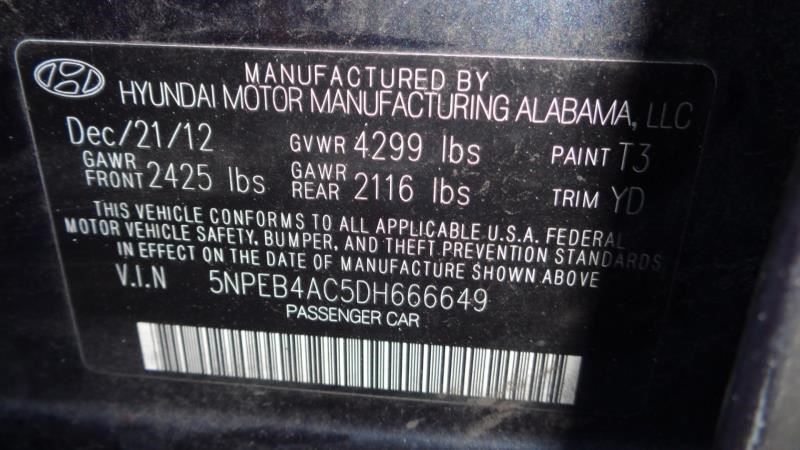 MANUFACTURED BY
HYUNDAI MOTOR MANUFACTURING ALABAMA, LLC
Dec/21/12 GVWR 4299 lbs PAINT T3
GAWR FRONT 2425 lbs GAWR REAR 2116 lbs TRIM YD
THIS VEHICLE CONFORMS TO ALL APPLICABLE U.S.A. FEDERAL
MOTOR VEHICLE SAFETY, BUMPER, AND THEFT PREVENTION STANDARDS
IN EFFECT ON THE DATE OF MANUFACTURE SHOWN ABOVE
V.I.N 5NPEB4AC5DH666649
PASSENGER CAR